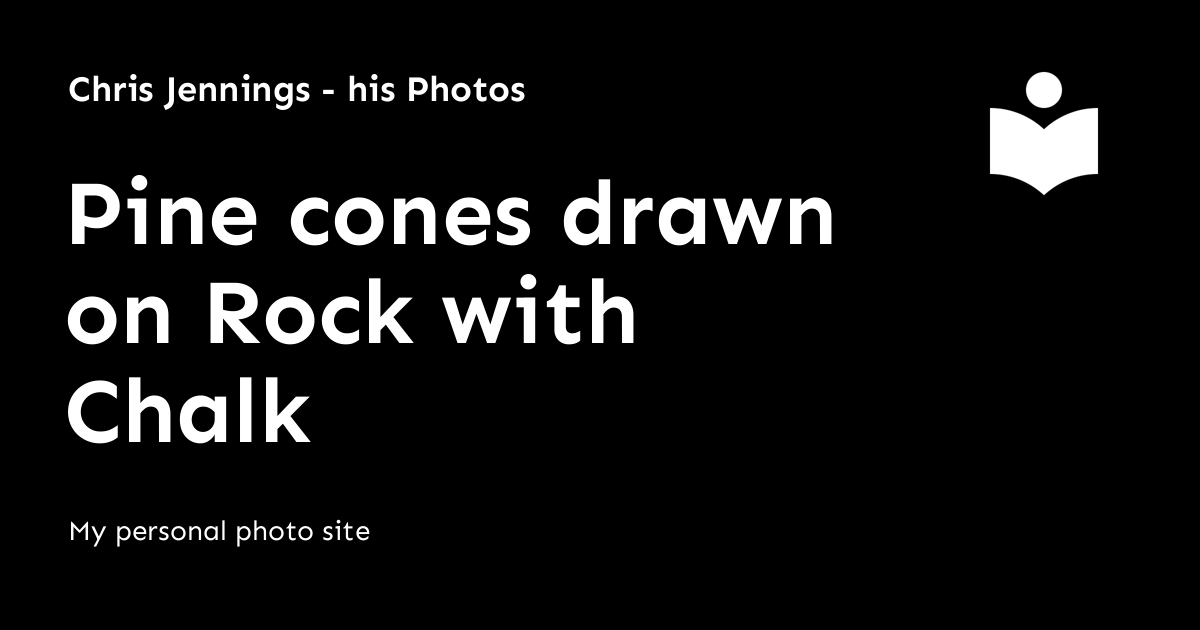 Chris Jennings - his Photos
Pine cones drawn
on Rock with
Chalk
My personal photo site